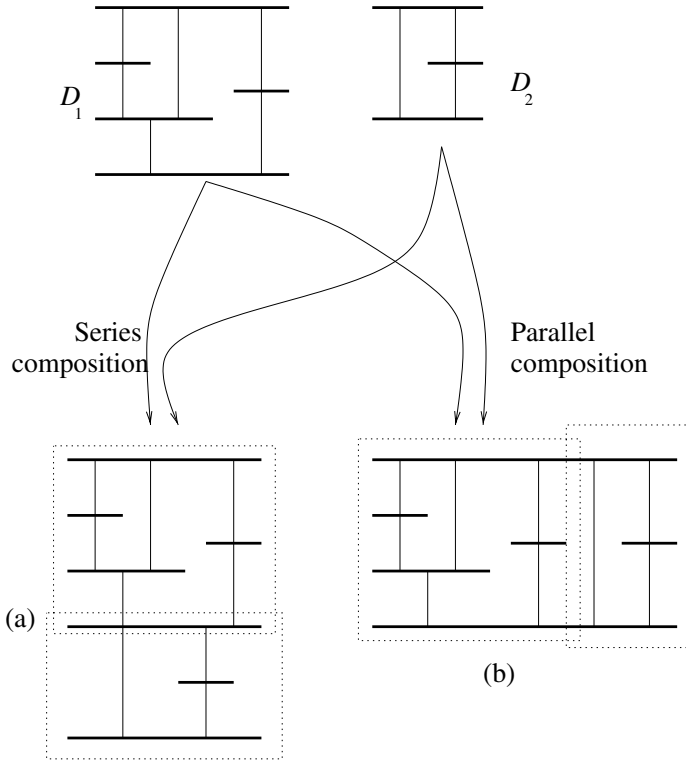 D1
D2
Series
composition
Parallel
composition
(a)
(b)